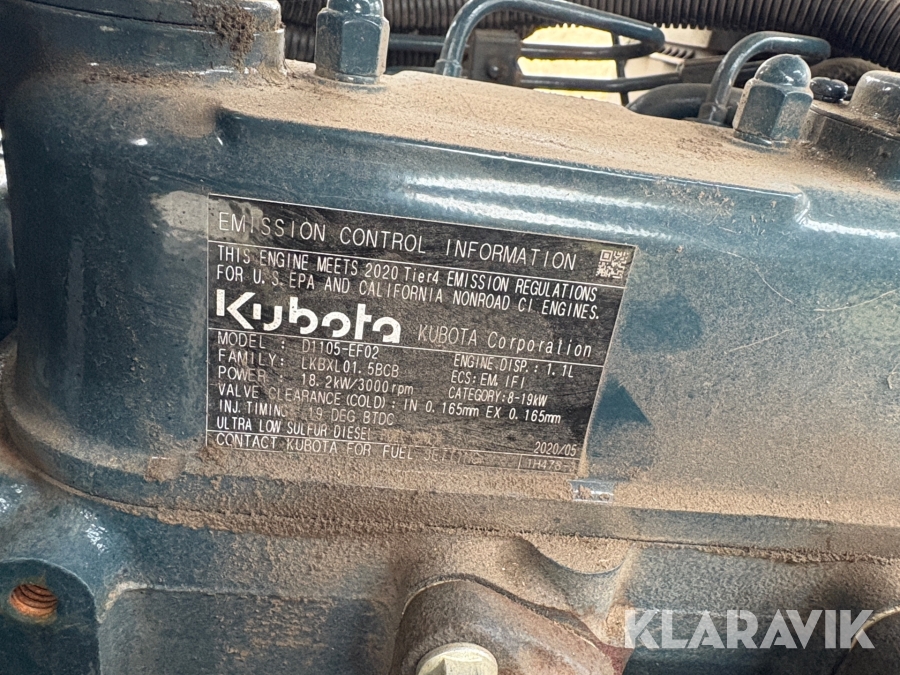 EMISSION CONTROL INFORMATION
THIS ENGINE MEETS 2020 Tier4 EMISSION REGULATIONS
FOR U.S. EPA AND CALIFORNIA NONROAD CI ENGINES.
Kubota KUBOTA Corporation
MODEL : D1105-EF02
FAMILY: LKBXL01.5BCB ENGINE DISP.: 1.1L
POWER : 18.2kW/3000rpm ECS: EM, IFI
CATEGORY:8-19kW
VALVE CLEARANCE (COLD) : IN 0.165mm EX 0.165mm
INJ. TIMING: 19 DEG BTDC
ULTRA LOW SULFUR DIESEL 2020/05
CONTACT KUBOTA FOR FUEL 1H478
KLARAVIK